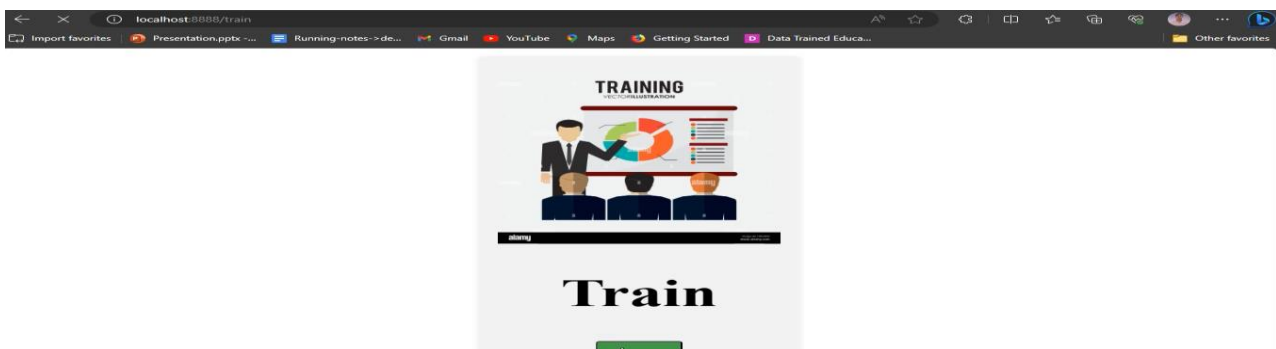 localhost:8888/train
Import favorites Presentation.pptx -... Running-notes->de... Gmail YouTube Maps Getting Started Data Trained Educa... Other favorites
TRAINING
VECTOR ILLUSTRATION
alamy
alamy
Train